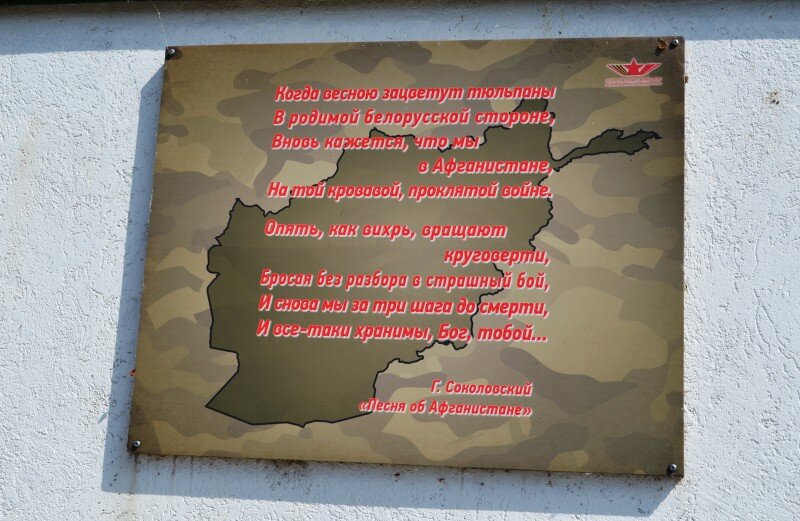 Когда весною зацветут тюльпаны
В родимой белорусской стороне,
Вновь кажется, что мы
в Афганистане,
На той кровавой, проклятой войне.
Опять, как вихрь, вращают
круговерти,
Бросая без разбора в страшный бой,
И снова мы за три шага до смерти,
И все-таки хранимы, Бог, тобой...
Г. Соколовский
«Песня об Афганистане»